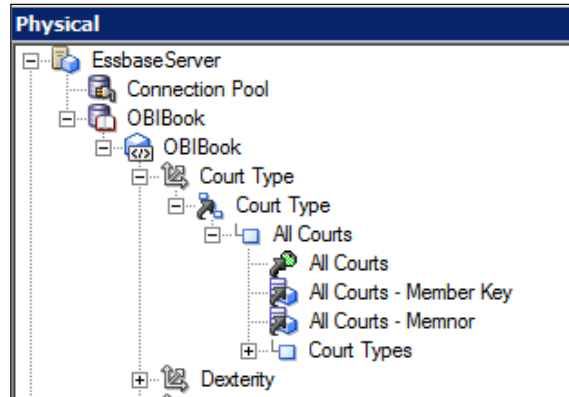 Physical
EssbaseServer
Connection Pool
OBIBook
OBIBook
Court Type
Court Type
All Courts
All Courts
All Courts - Member Key
All Courts - Memnor
Court Types
Dexterity